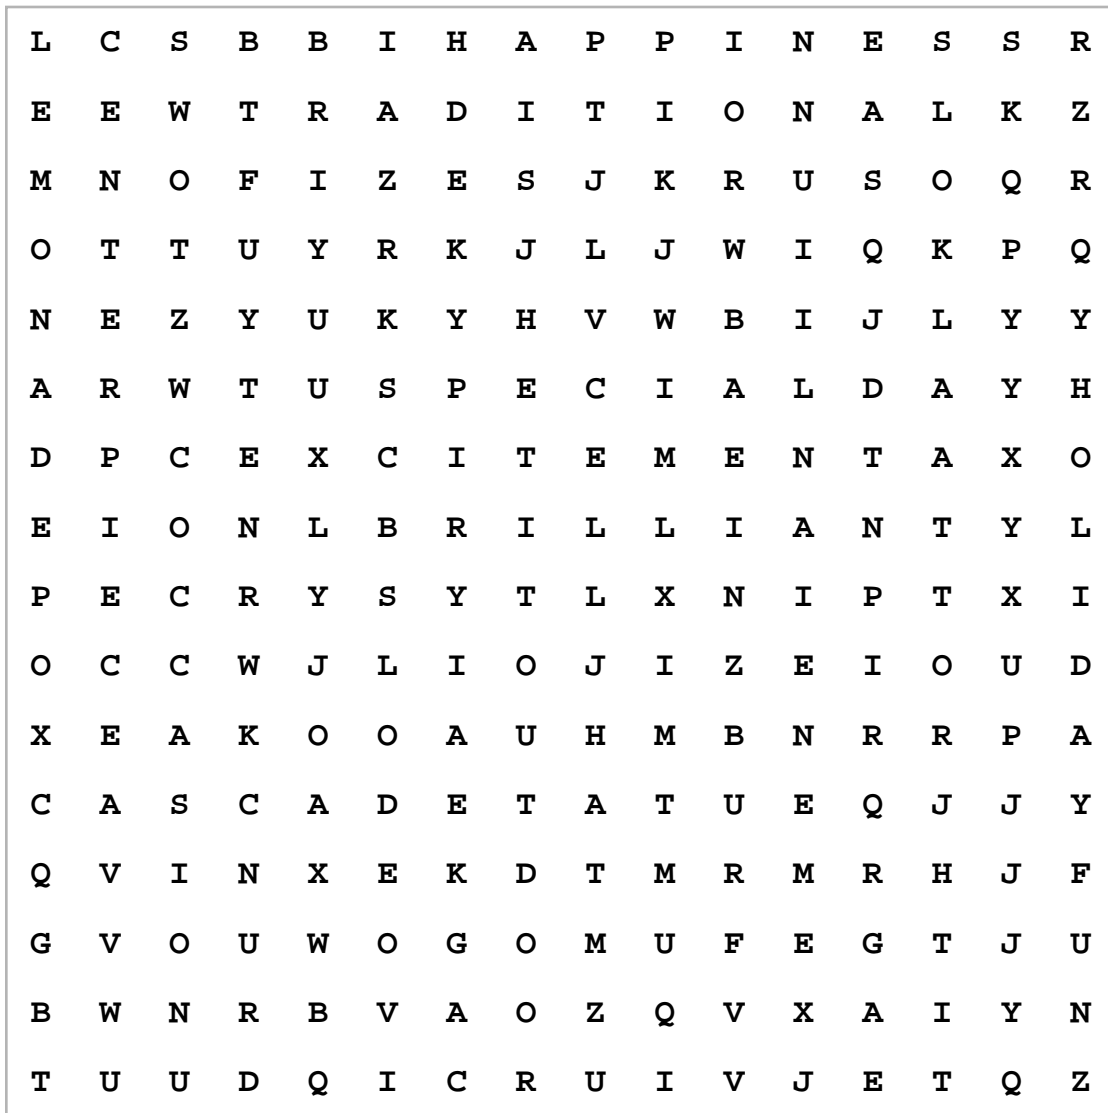 L C S B B I H A P P I N E S S R
E E W T R A D I T I O N A L K Z
M N O F I Z E S J K R U S O Q R
O T T U Y R K J L J W I Q K P Q
N E Z Y U K Y H V W B I J L Y Y
A R W T U S P E C I A L D A Y H
D P C E X C I T E M E N T A X O
E I O N L B R I L L I A N T Y L
P E C R Y S Y T L X N I P T X I
O C C W J L I O J I Z E I O U D
X E A K O O A U H M B N R R P A
C A S C A D E T A T U E Q J J Y
Q V I N X E K D T M R M R H J F
G V O U W O G O M U F E G T J U
B W N R B V A O Z Q V X A I Y N
T U U D Q I C R U I V J E T Q Z